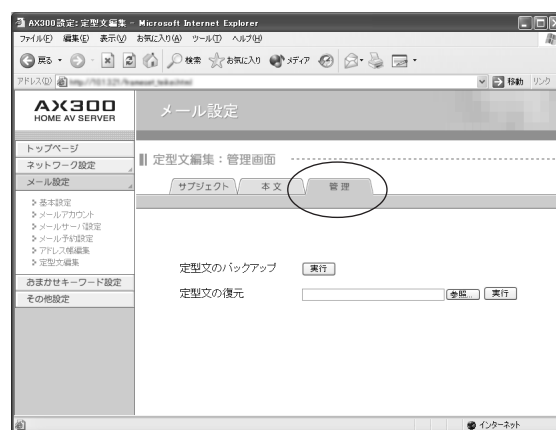 AX300設定:定型文編集 - Microsoft Internet Explorer
ファイル(F) 編集(E) 表示(V) お気に入り(A) ツール(T) ヘルプ(H)
戻る 検索 お気に入り メディア
アドレス(D) 移動 リンク
AX300
HOME AV SERVER
メール設定
トップページ
ネットワーク設定
メール設定
基本設定
メールアカウント
メールサーバ設定
メール予約設定
アドレス帳編集
定型文編集
おまかせキーワード設定
その他設定
定型文編集:管理画面
サブジェクト 本文 管理
定型文のバックアップ 実行
定型文の復元 参照... 実行
インターネット